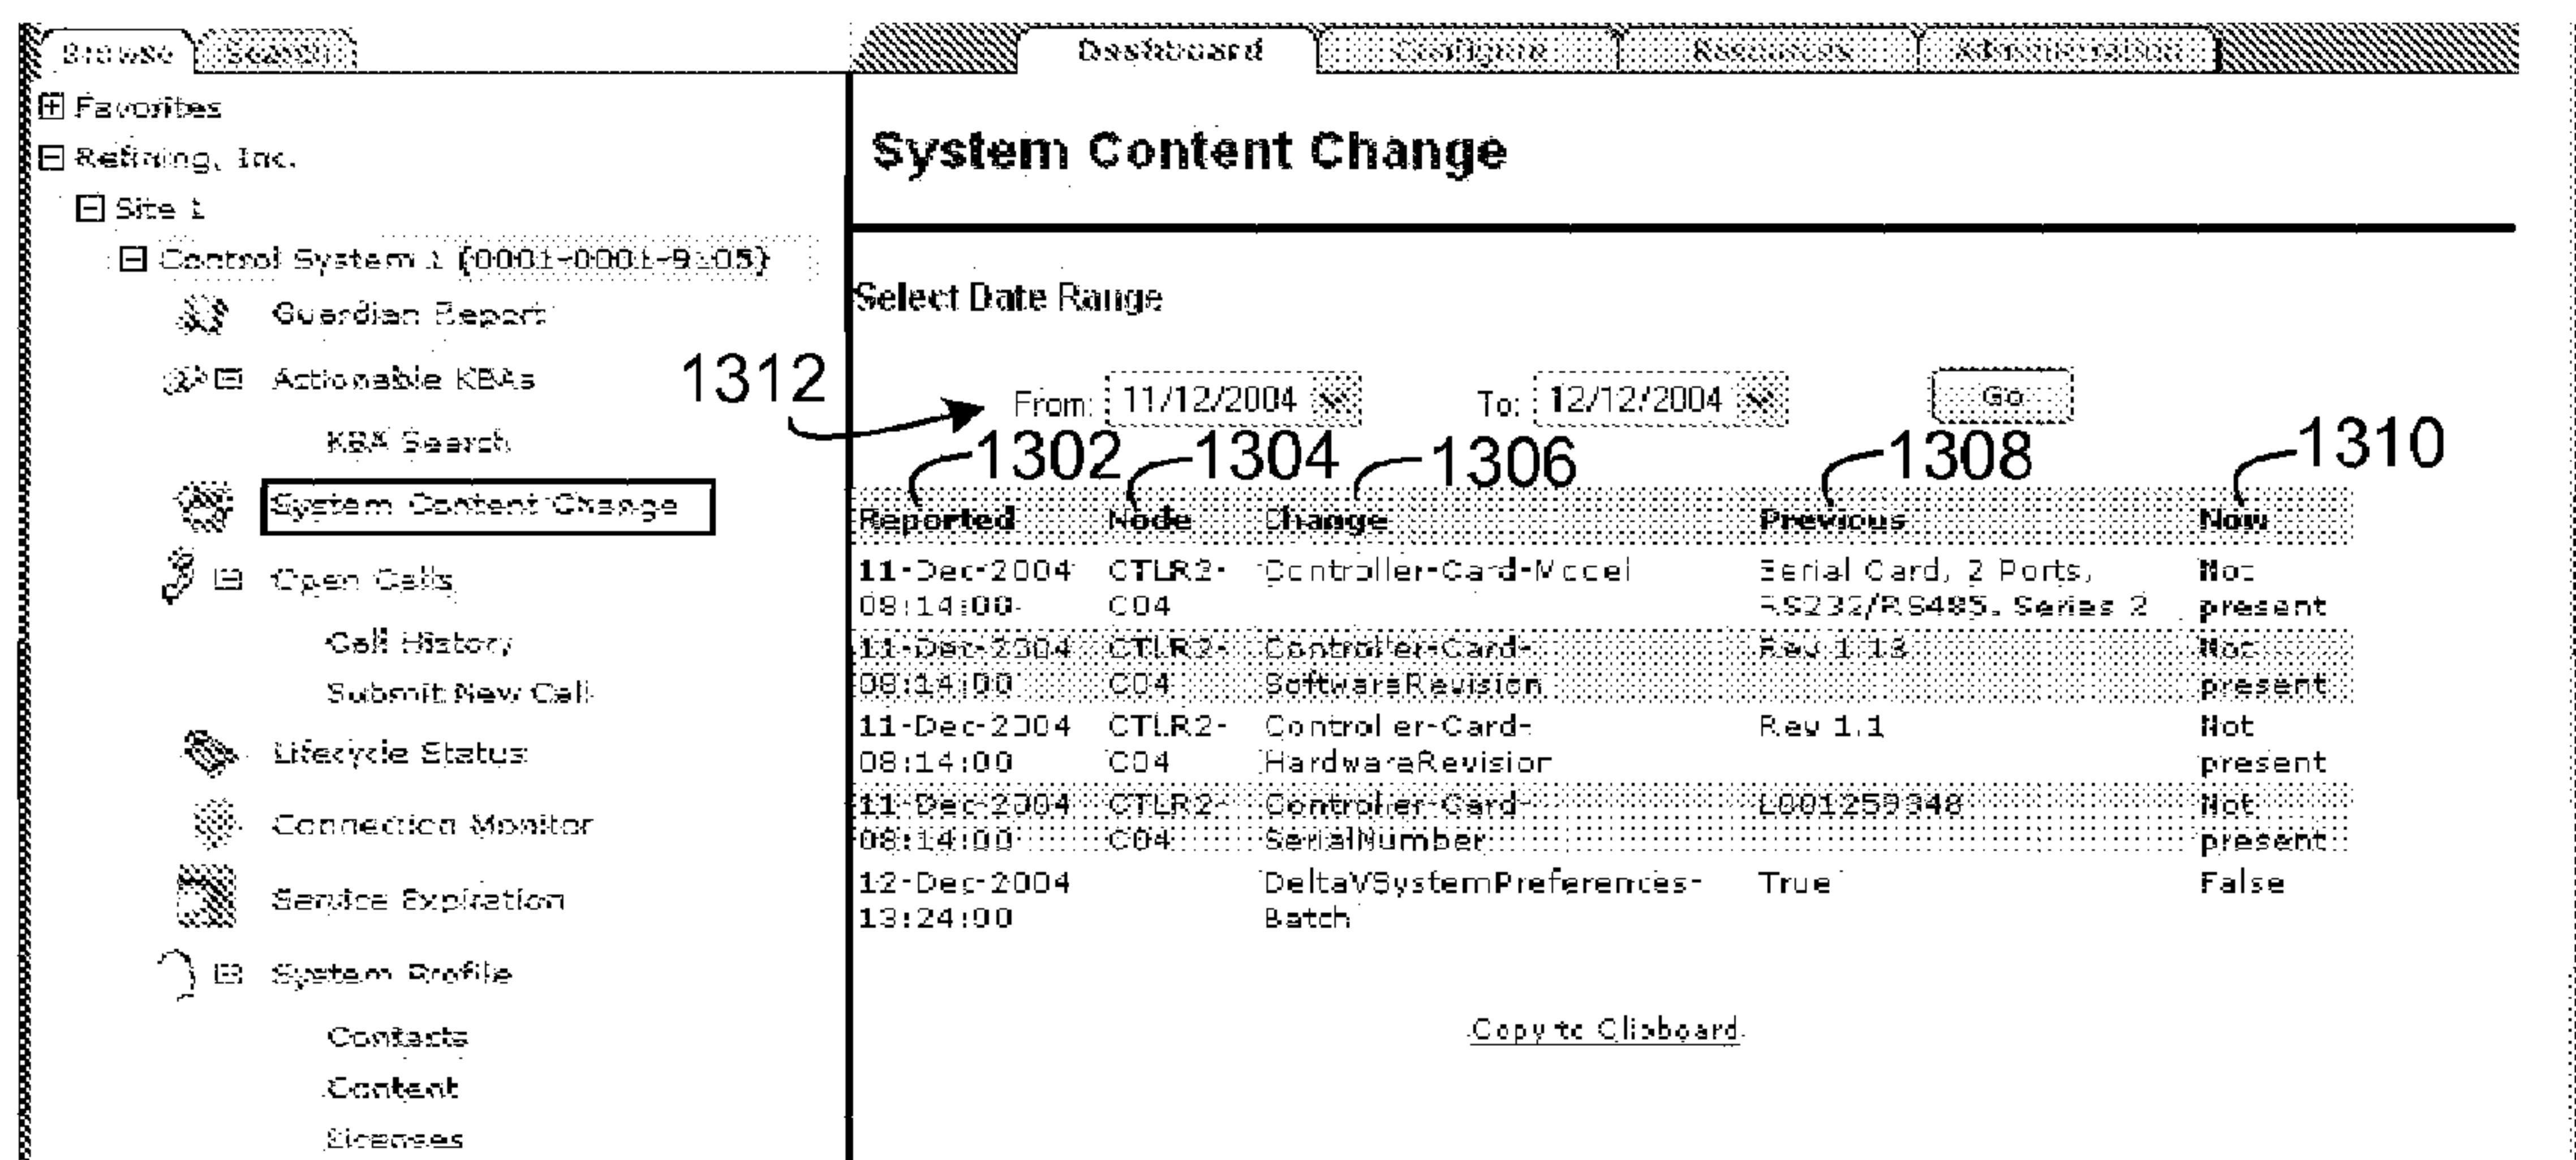 Browse Search
Favorites
Refining, Inc.
Site 1
Control System 1 (0001-0001-9105)
Guardian Report
Actionable KBAs
KBA Search
System Content Change
Open Calls
Call History
Submit New Call
Lifecycle Status
Connection Monitor
Service Expiration
System Profile
Contacts
Content
Licenses
Dashboard Configure Resources Administration
System Content Change
Select Date Range
1312
From: 11/12/2004 To: 12/12/2004 Go
1302 1304 1306 1308 1310
Reported Node Change Previous Now
11-Dec-2004 CTLR2- Controller-Card-Model Serial Card, 2 Ports, Not
08:14:00 C04 RS232/RS485, Series 2 present
11-Dec-2004 CTLR2- Controller-Card- Rev 1.13 Not
08:14:00 C04 SoftwareRevision present
11-Dec-2004 CTLR2- Controller-Card- Rev 1.1 Not
08:14:00 C04 HardwareRevision present
11-Dec-2004 CTLR2- Controller-Card- Not
08:14:00 C04 SerialNumber present
12-Dec-2004 DeltaVSystemPreferences- True False
13:24:00 Batch
Copy to Clipboard